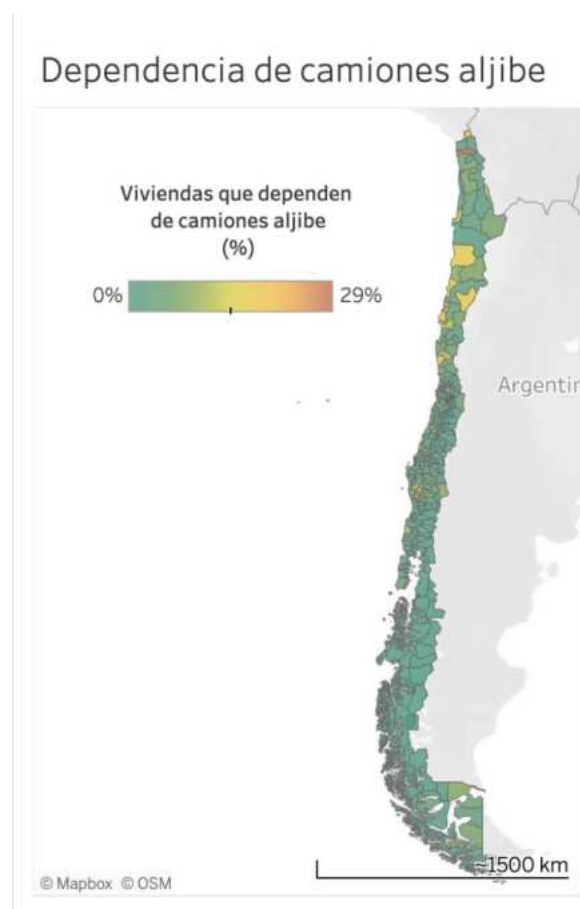 Dependencia de camiones aljibe
Viviendas que dependen
de camiones aljibe
(%)
0%
29%
Argentin
≈1500 km
© Mapbox © OSM